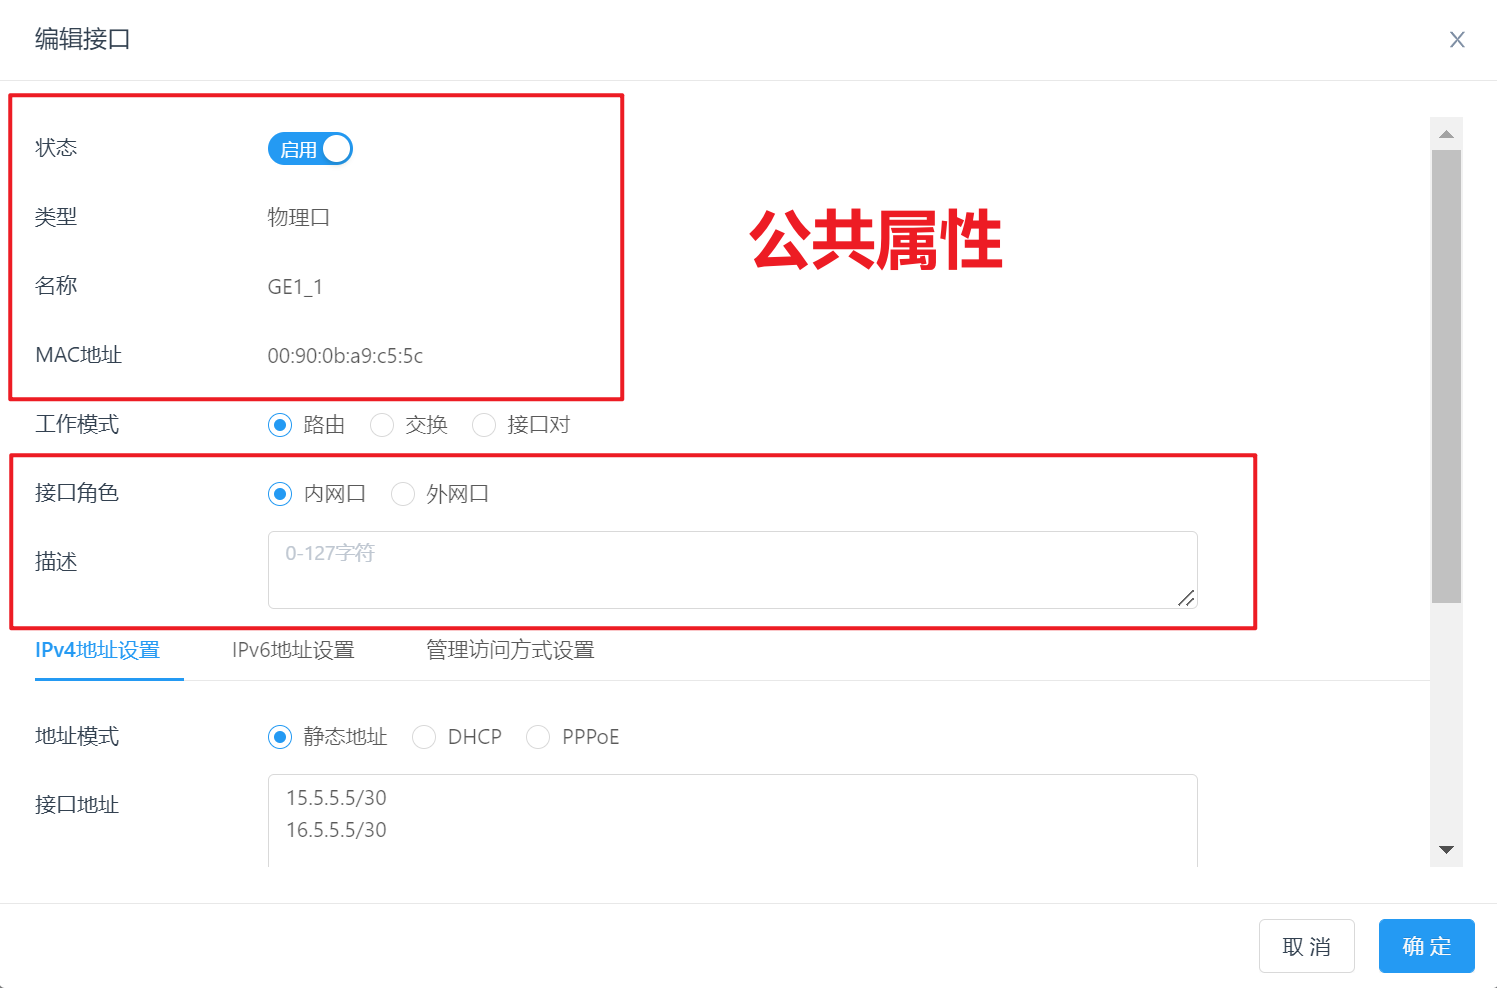 编辑接口
X
状态 启用
类型 物理口
公共属性
名称 GE1_1
MAC地址 00:90:0b:a9:c5:5c
工作模式 路由 交换 接口对
接口角色 内网口 外网口
描述 0-127字符
IPv4地址设置 IPv6地址设置 管理访问方式设置
地址模式 静态地址 DHCP PPPoE
接口地址 15.5.5.5/30
16.5.5.5/30
取消 确定